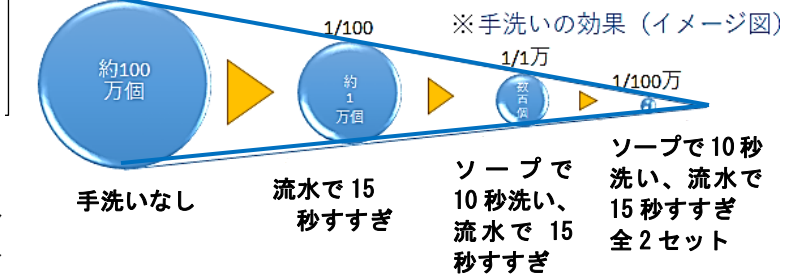 ※手洗いの効果（イメージ図）
約100
万個
手洗いなし
1/100
約
1
万個
流水で 15
秒すすぎ
1/1万
数
百
個
ソープで
10 秒洗い、
流水で 15
秒すすぎ
1/100万
ソープで 10 秒
洗い、流水で
15 秒すすぎ
全 2 セット